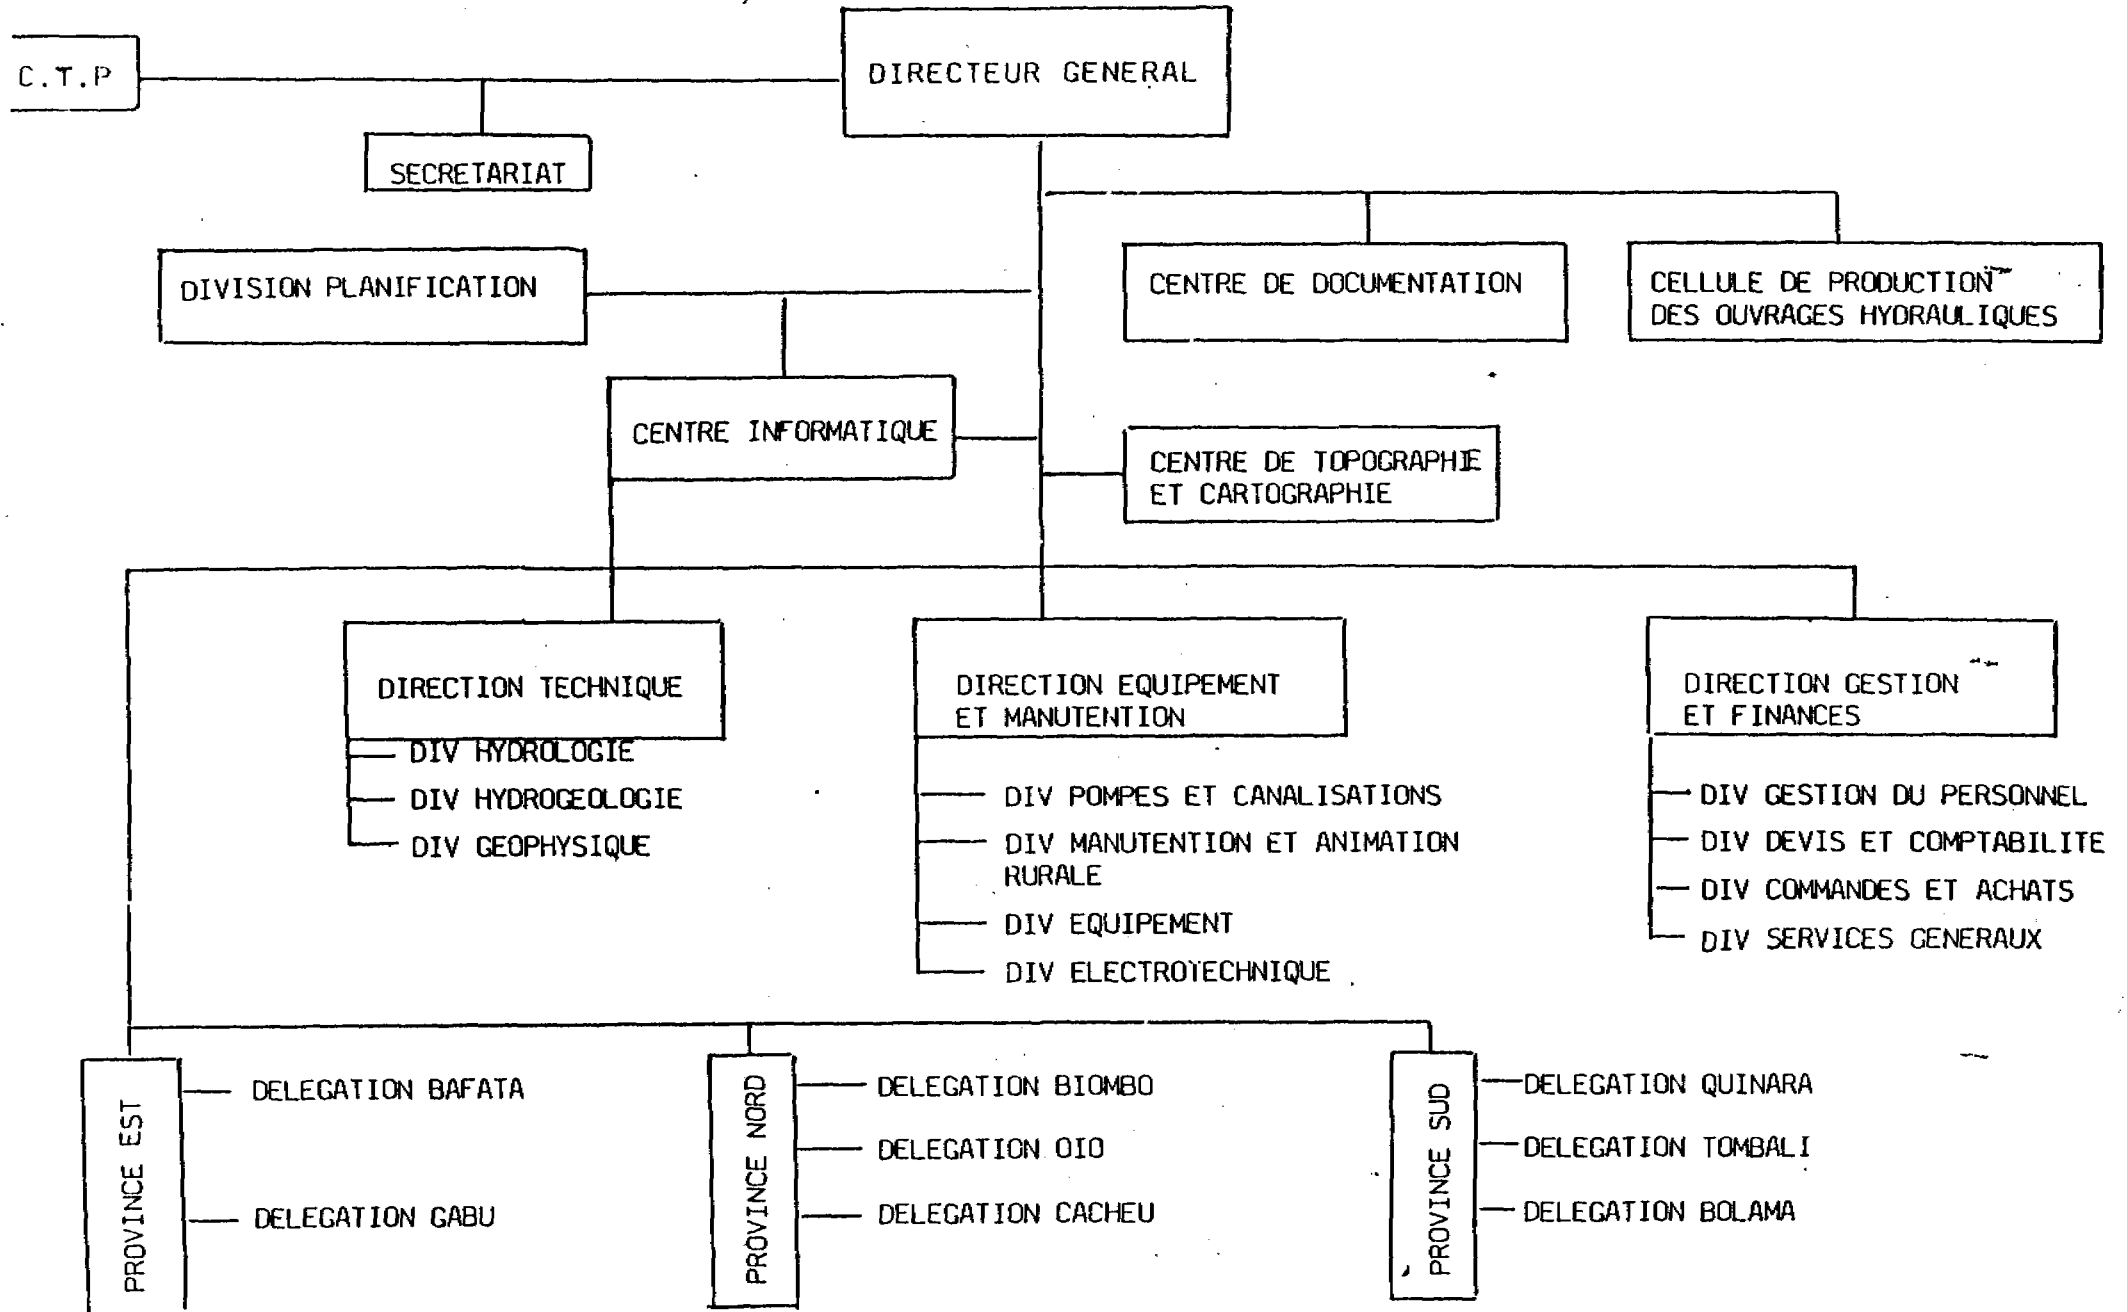 C.T.P
DIRECTEUR GENERAL
SECRETARIAT
DIVISION PLANIFICATION
CENTRE DE DOCUMENTATION
CELLULE DE PRODUCTION
DES OUVRAGES HYDRAULIQUES
CENTRE INFORMATIQUE
CENTRE DE TOPOGRAPHIE
ET CARTOGRAPHIE
DIRECTION TECHNIQUE
DIV HYDROLOGIE
DIV HYDROGEOLOGIE
DIV GEOPHYSIQUE
DIRECTION EQUIPEMENT
ET MANUTENTION
DIV POMPES ET CANALISATIONS
DIV MANUTENTION ET ANIMATION
RURALE
DIV EQUIPEMENT
DIV ELECTROTECHNIQUE
DIRECTION GESTION
ET FINANCES
DIV GESTION DU PERSONNEL
DIV DEVIS ET COMPTABILITE
DIV COMMANDES ET ACHATS
DIV SERVICES GENERAUX
PROVINCE EST
DELEGATION BAFATA
DELEGATION GABU
PROVINCE NORD
DELEGATION BIOMBO
DELEGATION OIO
DELEGATION CACHEU
PROVINCE SUD
DELEGATION QUINARA
DELEGATION TOMBALI
DELEGATION BOLAMA